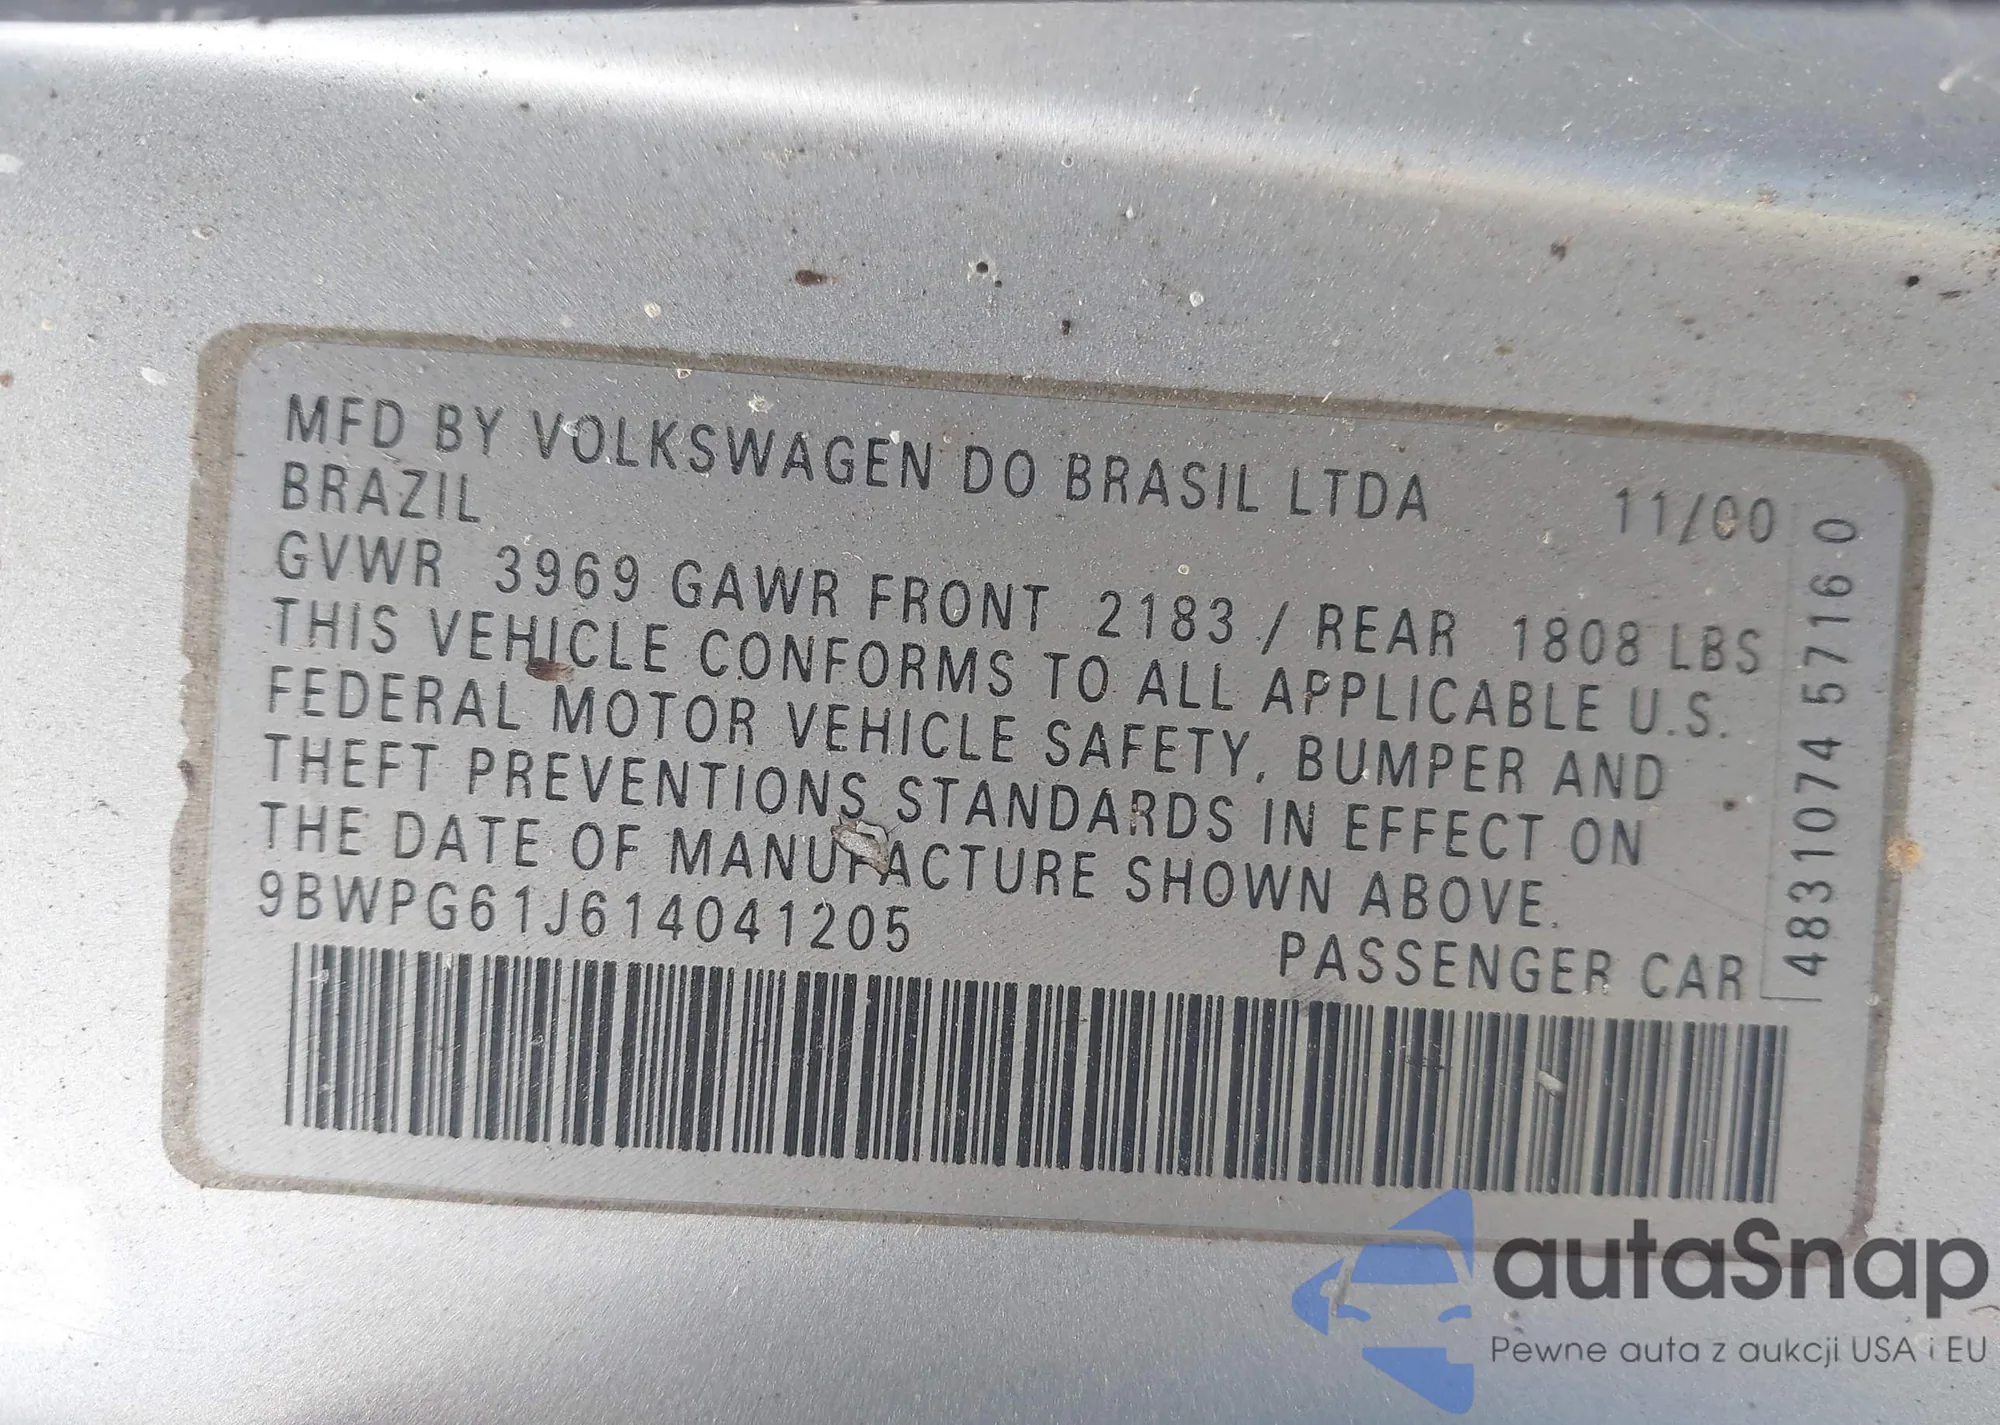 MFD BY VOLKSWAGEN DO BRASIL LTDA 11/00
BRAZIL
GVWR 3969 GAWR FRONT 2183 / REAR 1808 LBS
THIS VEHICLE CONFORMS TO ALL APPLICABLE U.S.
FEDERAL MOTOR VEHICLE SAFETY, BUMPER AND
THEFT PREVENTIONS STANDARDS IN EFFECT ON
THE DATE OF MANUFACTURE SHOWN ABOVE.
9BWPG61J614041205
PASSENGER CAR
4831074 57160
autaSnap
Pewne auta z aukcji USA i EU